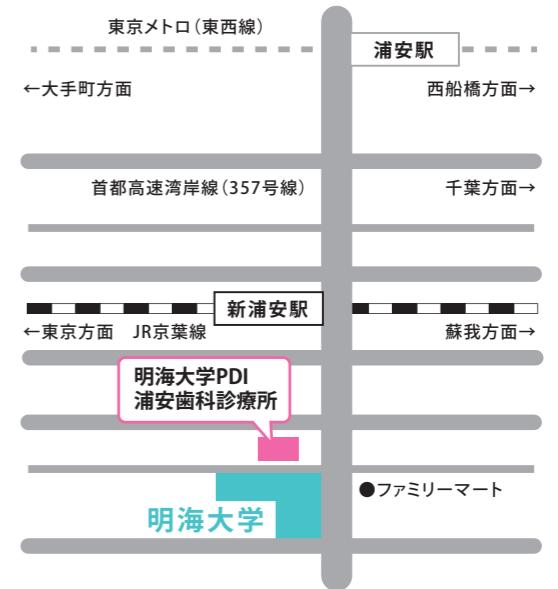 東京メトロ（東西線）
浦安駅
←大手町方面
西船橋方面→
首都高速湾岸線（357号線）
千葉方面→
新浦安駅
←東京方面 JR京葉線
蘇我方面→
明海大学PDI
浦安歯科診療所
●ファミリーマート
明海大学